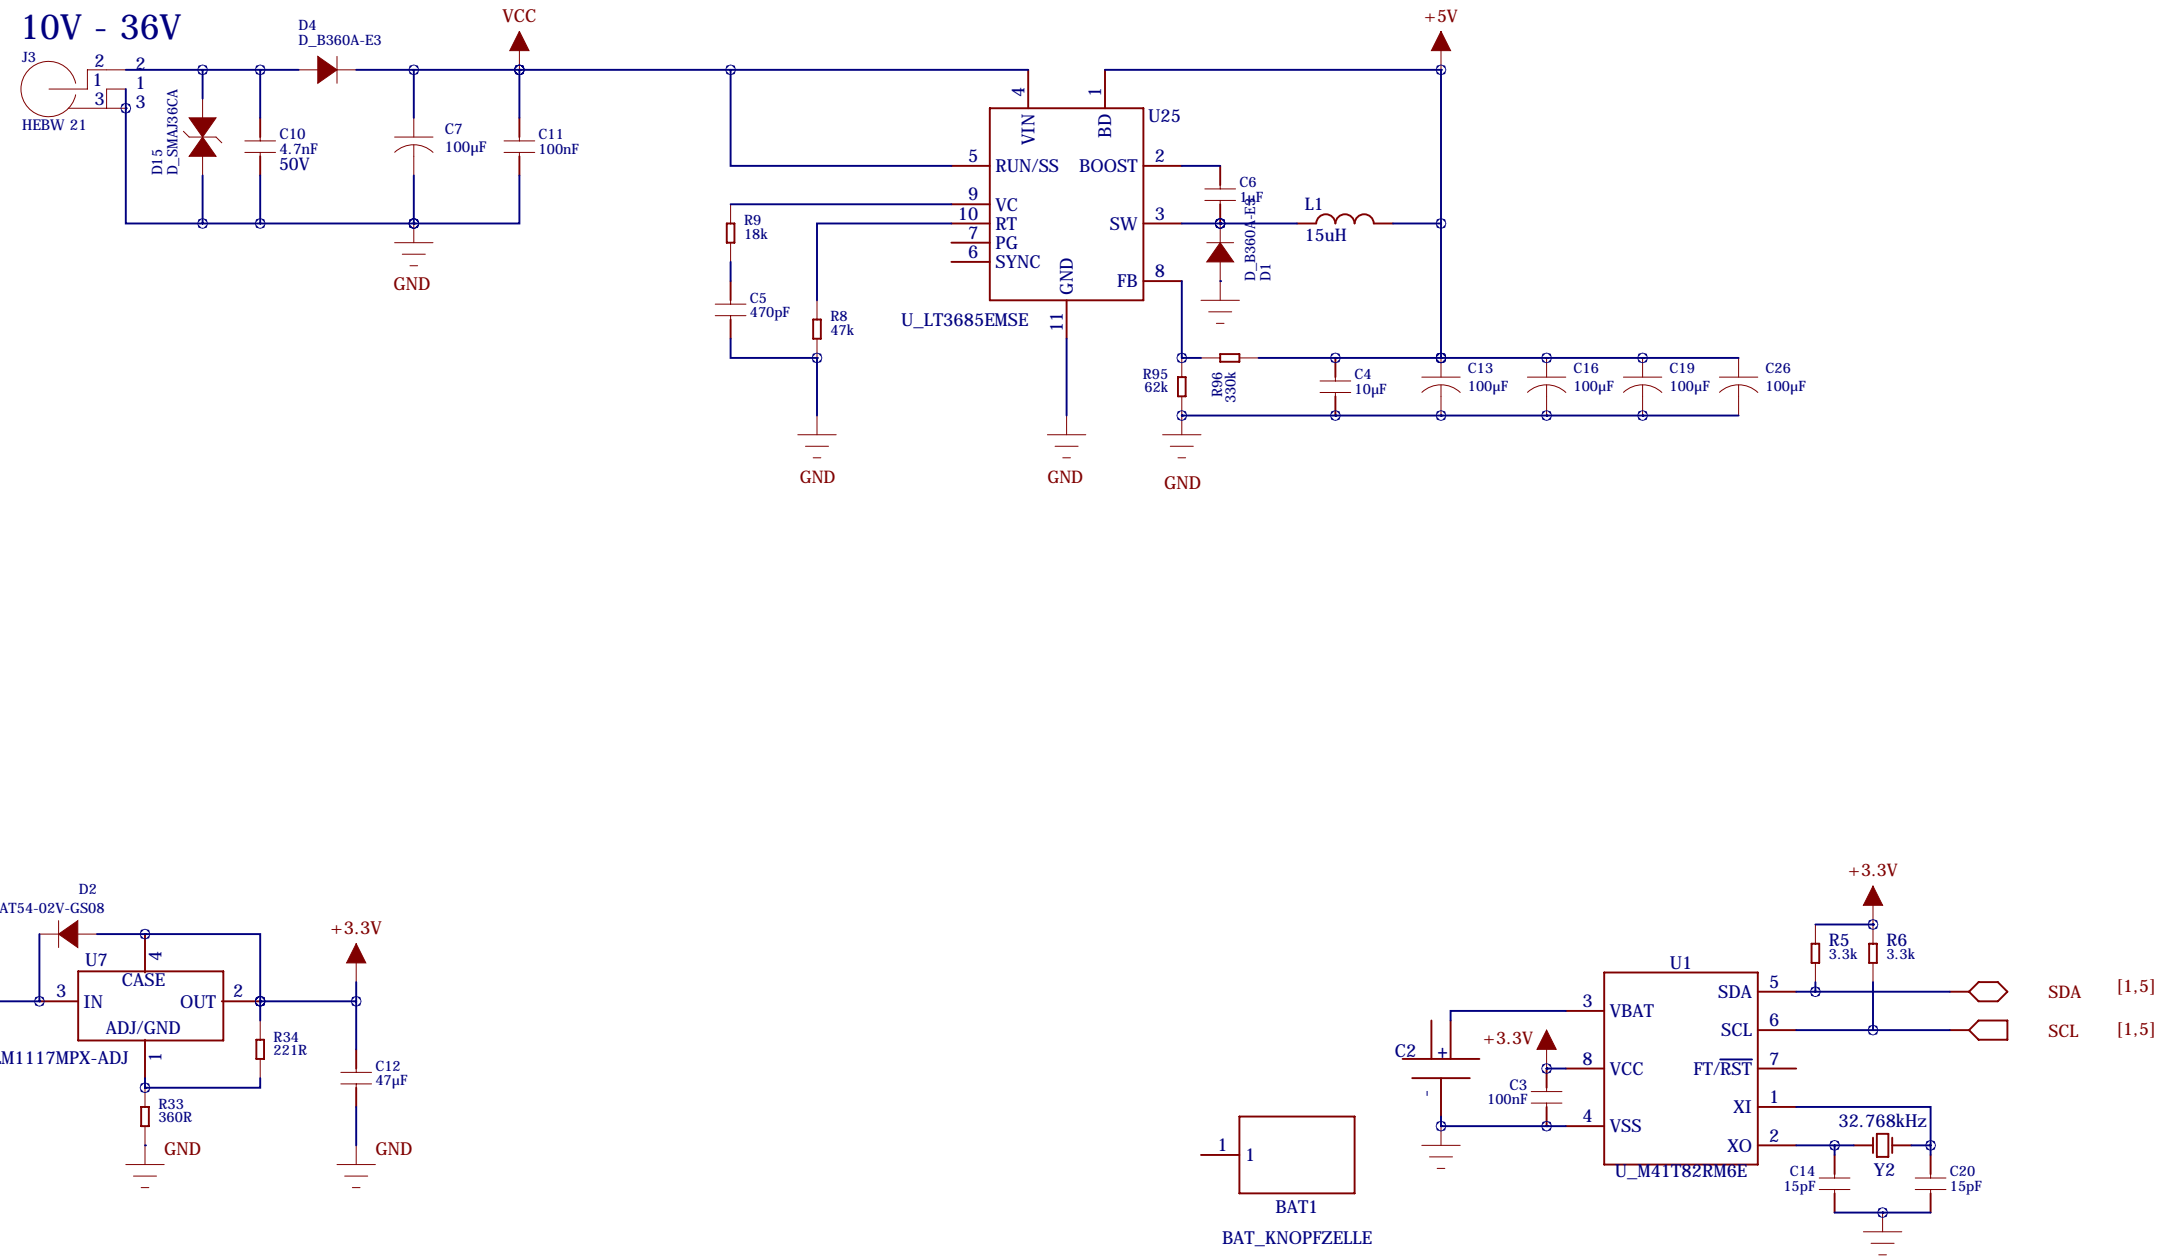 10V - 36V
J3
2
1
3
2
1
3
HEBW 21
D15
D_SMAJ36CA
C10
4.7nF
50V
D4
D_B360A-E3
C7
100µF
VCC
C11
100nF
GND
R9
18k
C5
470pF
R8
47k
GND
4
VIN
1
BD
U25
5
RUN/SS
BOOST
2
9
VC
10
RT
SW
3
7
PG
6
SYNC
GND
FB
8
11
U_LT3685EMSE
GND
C6
1µF
D_B360A-E3
D1
L1
15uH
+5V
R95
62k
R96
330k
C4
10µF
C13
100µF
C16
100µF
C19
100µF
C26
100µF
GND
D2
AT54-02V-GS08
U7
4
CASE
3
IN
OUT
2
ADJ/GND
1
M1117MPX-ADJ
R34
221R
R33
360R
GND
+3.3V
C12
47µF
GND
1
1
BAT1
BAT_KNOPFZELLE
C2
+
-
+3.3V
C3
100nF
U1
3
VBAT
8
VCC
4
VSS
SDA
5
SCL
6
FT/RST
7
XI
1
XO
2
U_M41T82RM6E
+3.3V
R5
3.3k
R6
3.3k
SDA [1,5]
SCL [1,5]
32.768kHz
Y2
C14
15pF
C20
15pF